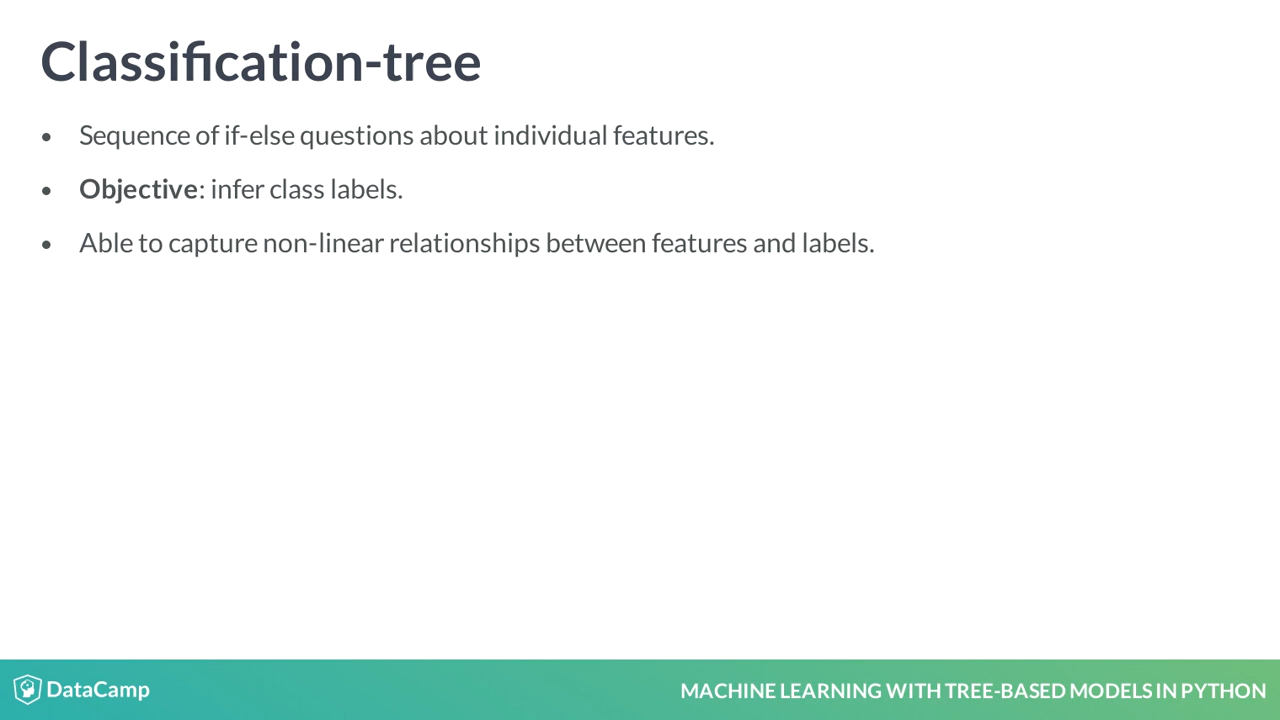 Classification-tree
• Sequence of if-else questions about individual features.
• Objective: infer class labels.
• Able to capture non-linear relationships between features and labels.
DataCamp
MACHINE LEARNING WITH TREE-BASED MODELS IN PYTHON